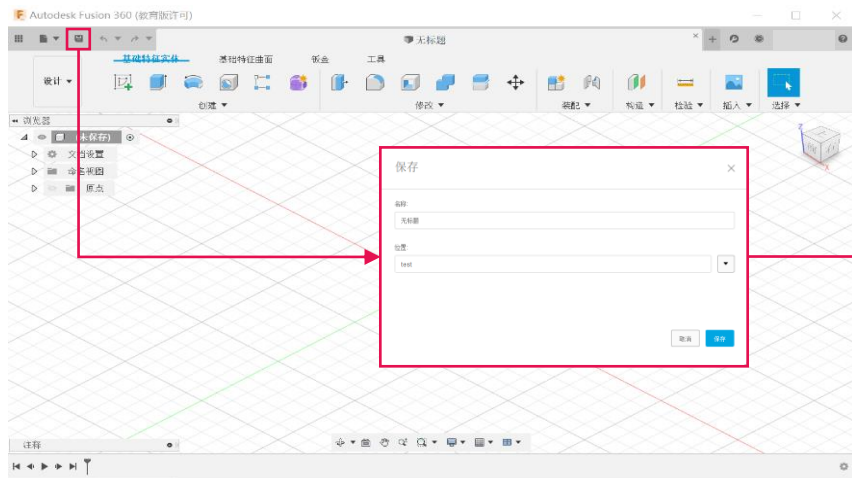 Autodesk Fusion 360 (教育版许可)
无标题
基础特征实体 基础特征曲面 钣金 工具
设计
创建 修改 装配 构造 检验 插入 选择
浏览器
(未保存)
文档设置
命名视图
原点
保存
名称:
无标题
位置:
test
取消 保存
注释
Z
X